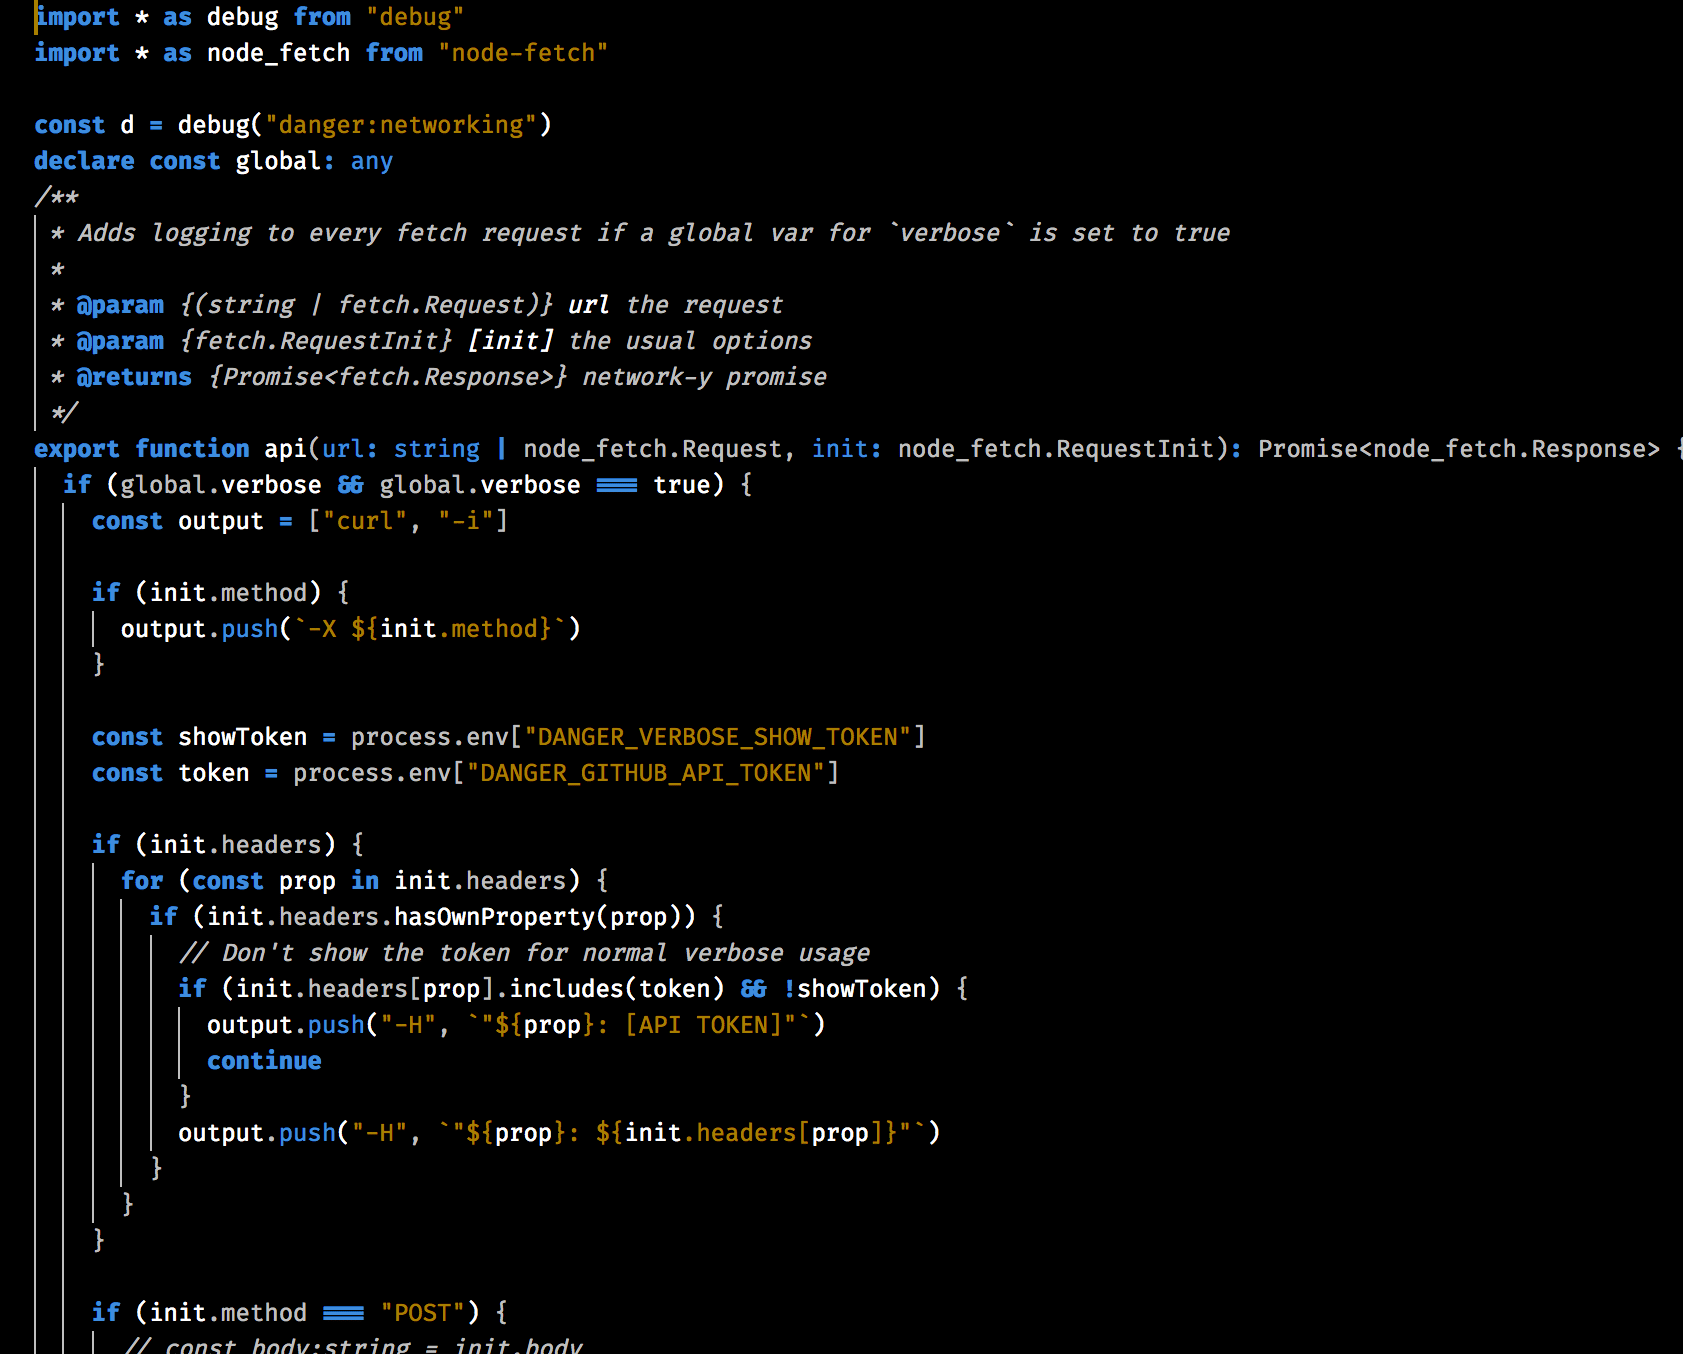 import * as debug from "debug"
import * as node_fetch from "node-fetch"
const d = debug("danger:networking")
declare const global: any
/**
* Adds logging to every fetch request if a global var for `verbose` is set to true
*
* @param {(string | fetch.Request)} url the request
* @param {fetch.RequestInit} [init] the usual options
* @returns {Promise<fetch.Response>} network-y promise
*/
export function api(url: string | node_fetch.Request, init: node_fetch.RequestInit): Promise<node_fetch.Response> {
if (global.verbose && global.verbose === true) {
const output = ["curl", "-i"]
if (init.method) {
output.push(`-X ${init.method}`)
}
const showToken = process.env["DANGER_VERBOSE_SHOW_TOKEN"]
const token = process.env["DANGER_GITHUB_API_TOKEN"]
if (init.headers) {
for (const prop in init.headers) {
if (init.headers.hasOwnProperty(prop)) {
// Don't show the token for normal verbose usage
if (init.headers[prop].includes(token) && !showToken) {
output.push("-H", `"${prop}: [API TOKEN]"`)
continue
}
output.push("-H", `"${prop}: ${init.headers[prop]}"`)
}
}
}
if (init.method === "POST") {
// const body:string = init.body